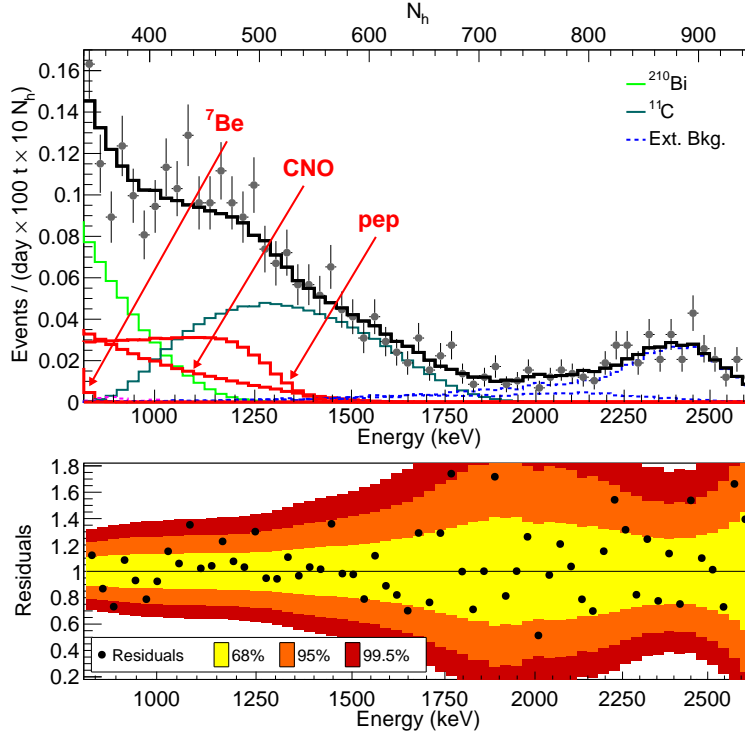 N_h
400 500 600 700 800 900
Events / (day × 100 t × 10 N_h)
0.16
0.14
0.12
0.1
0.08
0.06
0.04
0.02
0
²¹⁰Bi
¹¹C
Ext. Bkg.
⁷Be
CNO
pep
1000 1250 1500 1750 2000 2250 2500
Energy (keV)
Residuals
1.8
1.6
1.4
1.2
1
0.8
0.6
0.4
0.2
Residuals 68% 95% 99.5%
1000 1250 1500 1750 2000 2250 2500
Energy (keV)